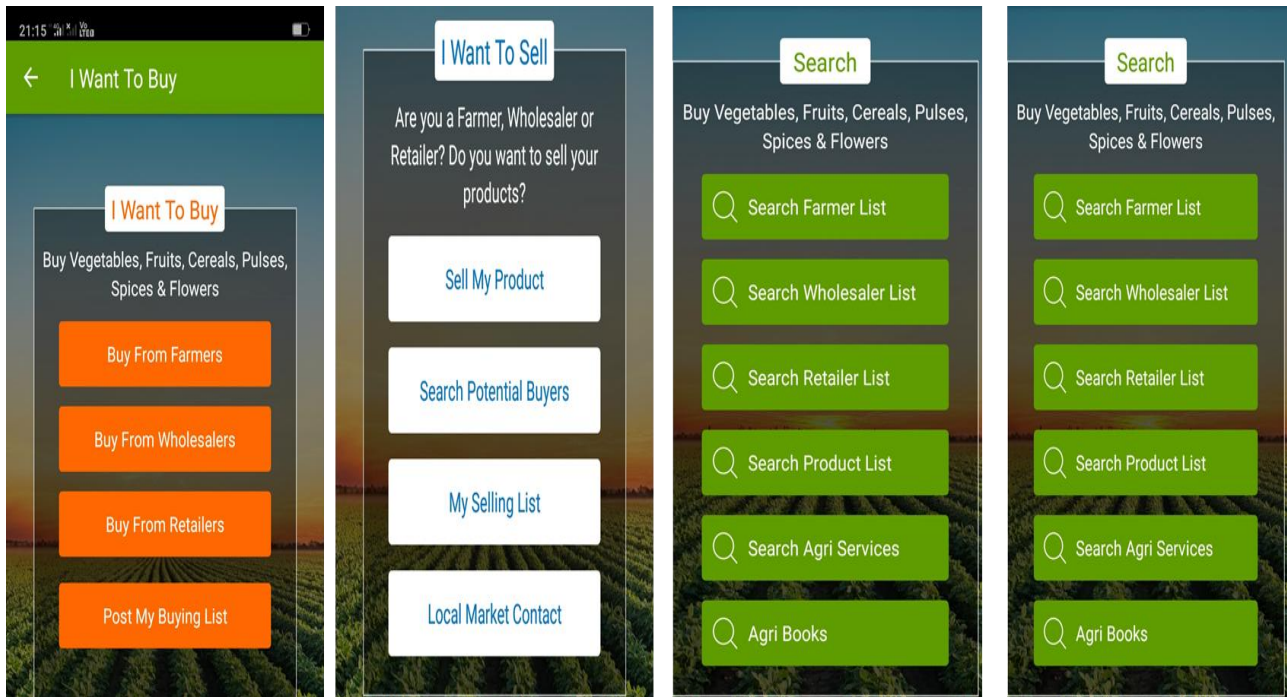 21:15
I Want To Buy
I Want To Buy
Buy Vegetables, Fruits, Cereals, Pulses,
Spices & Flowers
Buy From Farmers
Buy From Wholesalers
Buy From Retailers
Post My Buying List
I Want To Sell
Are you a Farmer, Wholesaler or
Retailer? Do you want to sell your
products?
Sell My Product
Search Potential Buyers
My Selling List
Local Market Contact
Search
Buy Vegetables, Fruits, Cereals, Pulses,
Spices & Flowers
Search Farmer List
Search Wholesaler List
Search Retailer List
Search Product List
Search Agri Services
Agri Books
Search
Buy Vegetables, Fruits, Cereals, Pulses,
Spices & Flowers
Search Farmer List
Search Wholesaler List
Search Retailer List
Search Product List
Search Agri Services
Agri Books